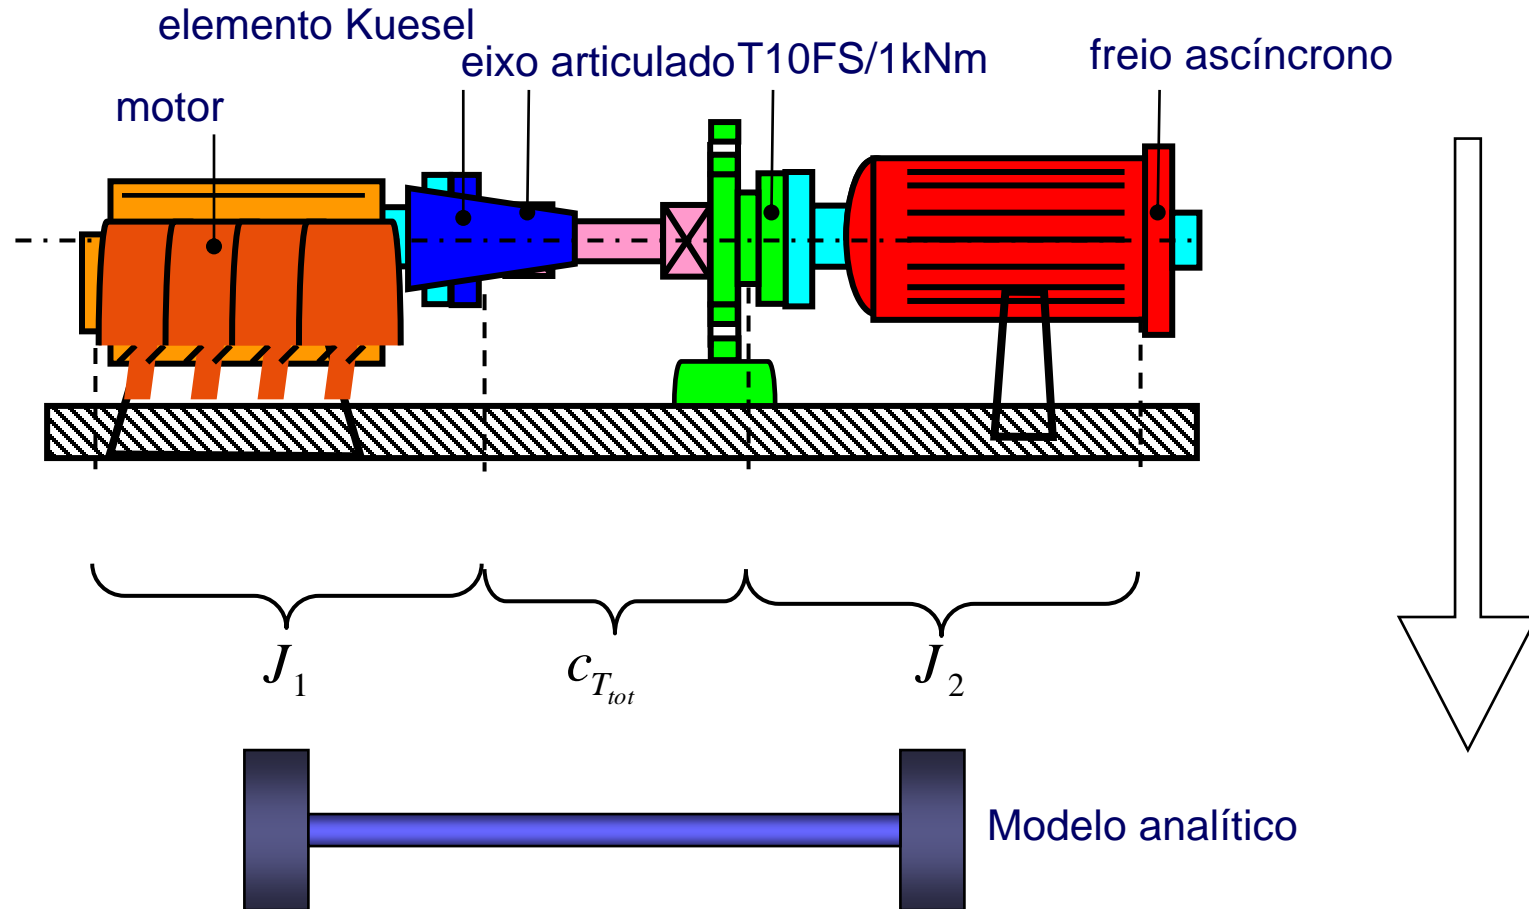 elemento Kuesel
eixo articulado T10FS/1kNm
freio ascíncrono
motor
J1
cTtot
J2
Modelo analítico